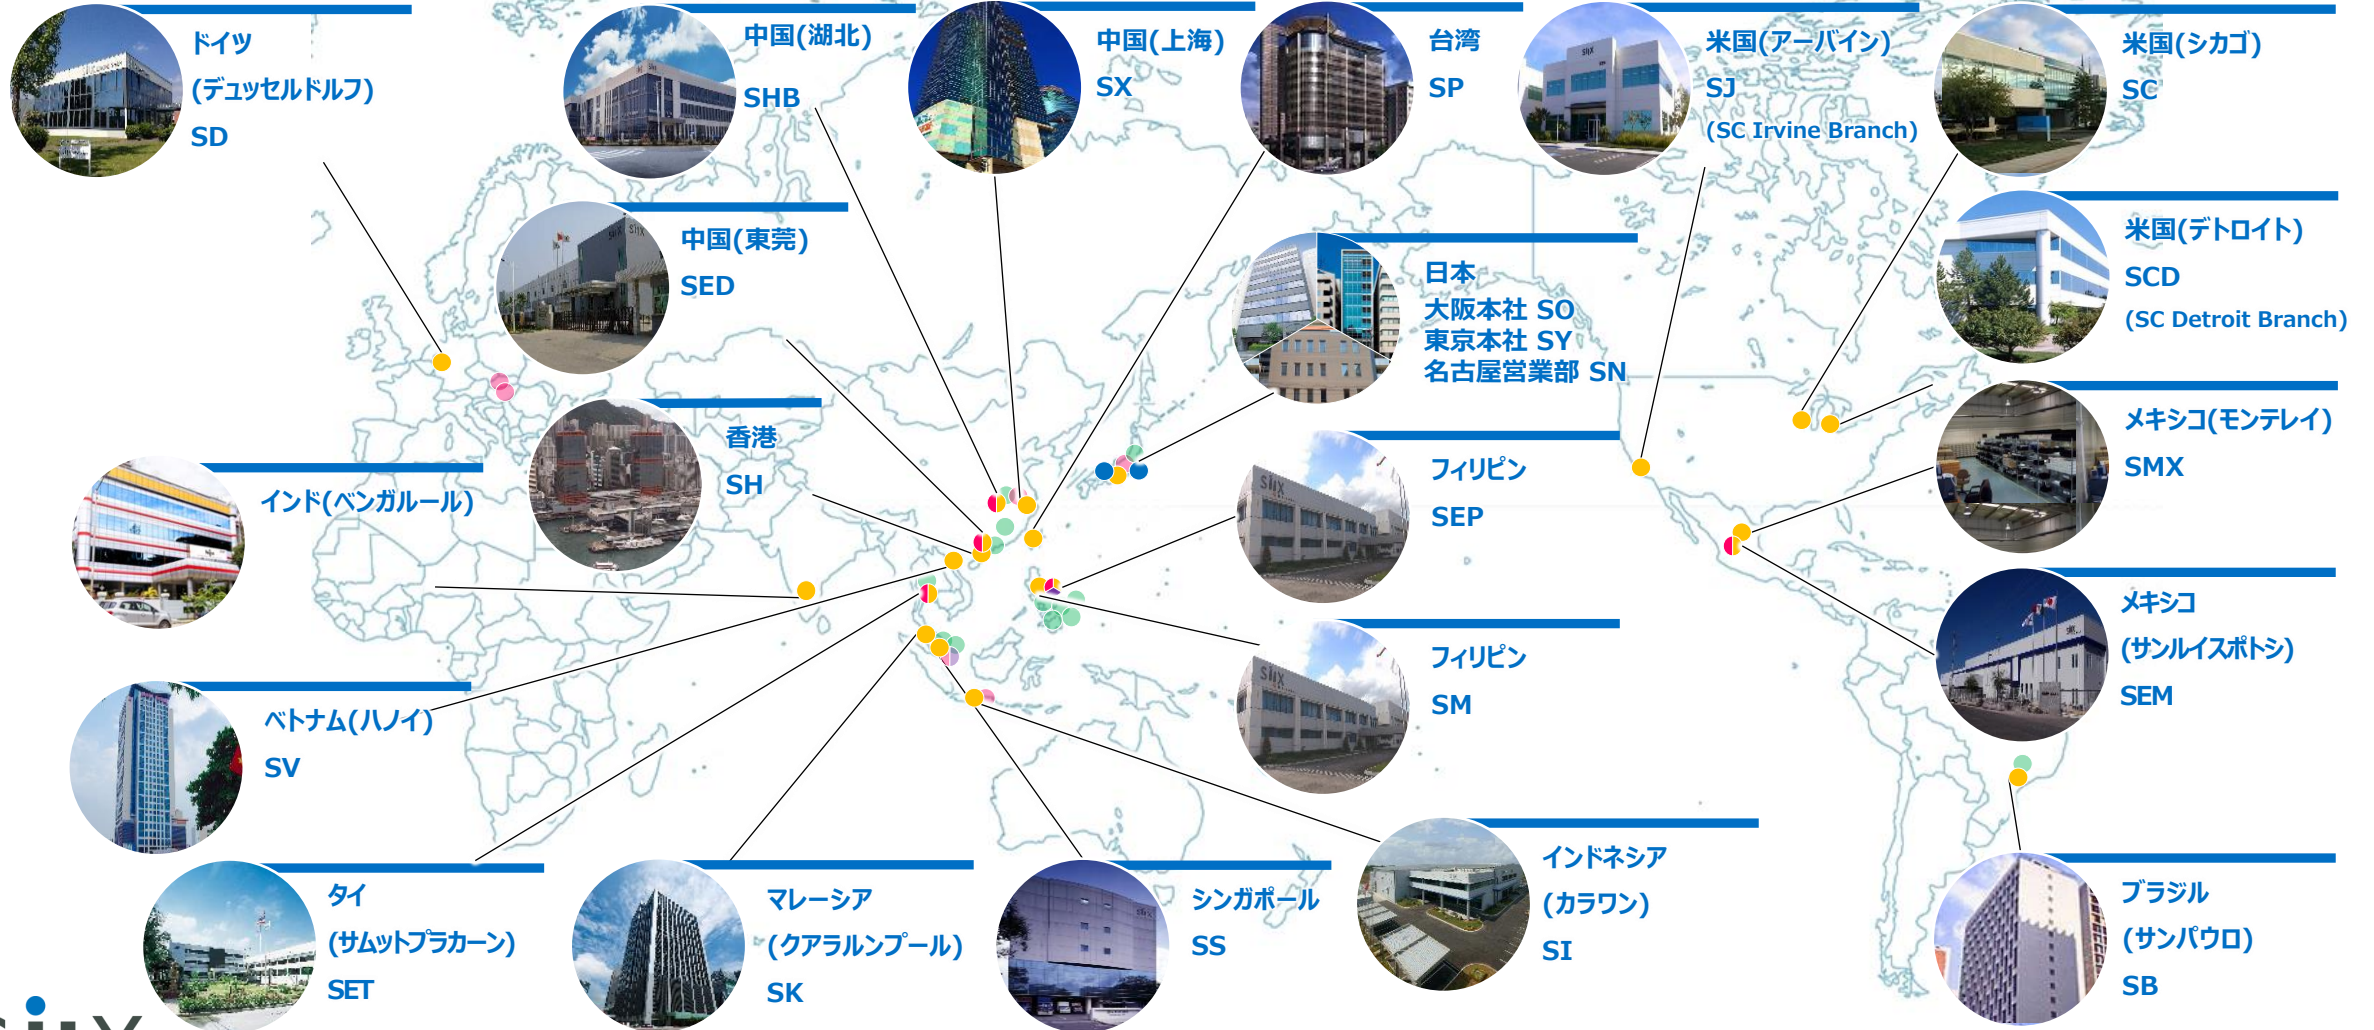 ドイツ
(デュッセルドルフ)
SD
中国(湖北)
SHB
中国(上海)
SX
台湾
SP
米国(アーバイン)
SJ
(SC Irvine Branch)
米国(シカゴ)
SC
中国(東莞)
SED
日本
大阪本社 SO
東京本社 SY
名古屋営業部 SN
米国(デトロイト)
SCD
(SC Detroit Branch)
香港
SH
フィリピン
SEP
メキシコ(モンテレイ)
SMX
インド(ベンガルール)
フィリピン
SM
メキシコ
(サンルイスポトシ)
SEM
ベトナム(ハノイ)
SV
タイ
(サムットプラカーン)
SET
マレーシア
(クアラルンプール)
SK
シンガポール
SS
インドネシア
(カラワン)
SI
ブラジル
(サンパウロ)
SB
SIIX
SIIX
SIIX
SIIX